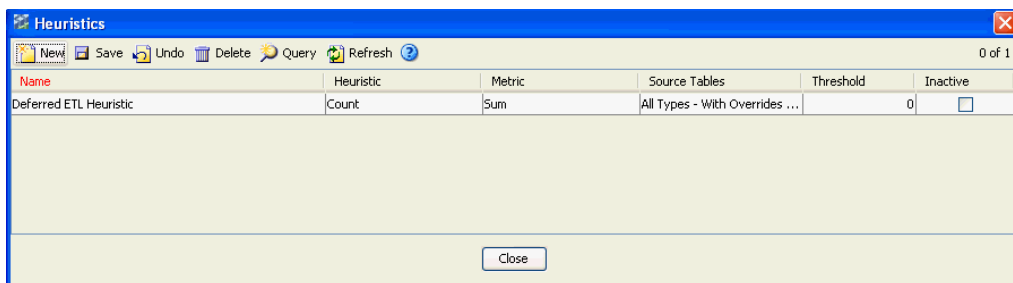 Heuristics
New Save Undo Delete Query Refresh ? 0 of 1
Name Heuristic Metric Source Tables Threshold Inactive
Deferred ETL Heuristic Count Sum All Types - With Overrides ... 0
Close